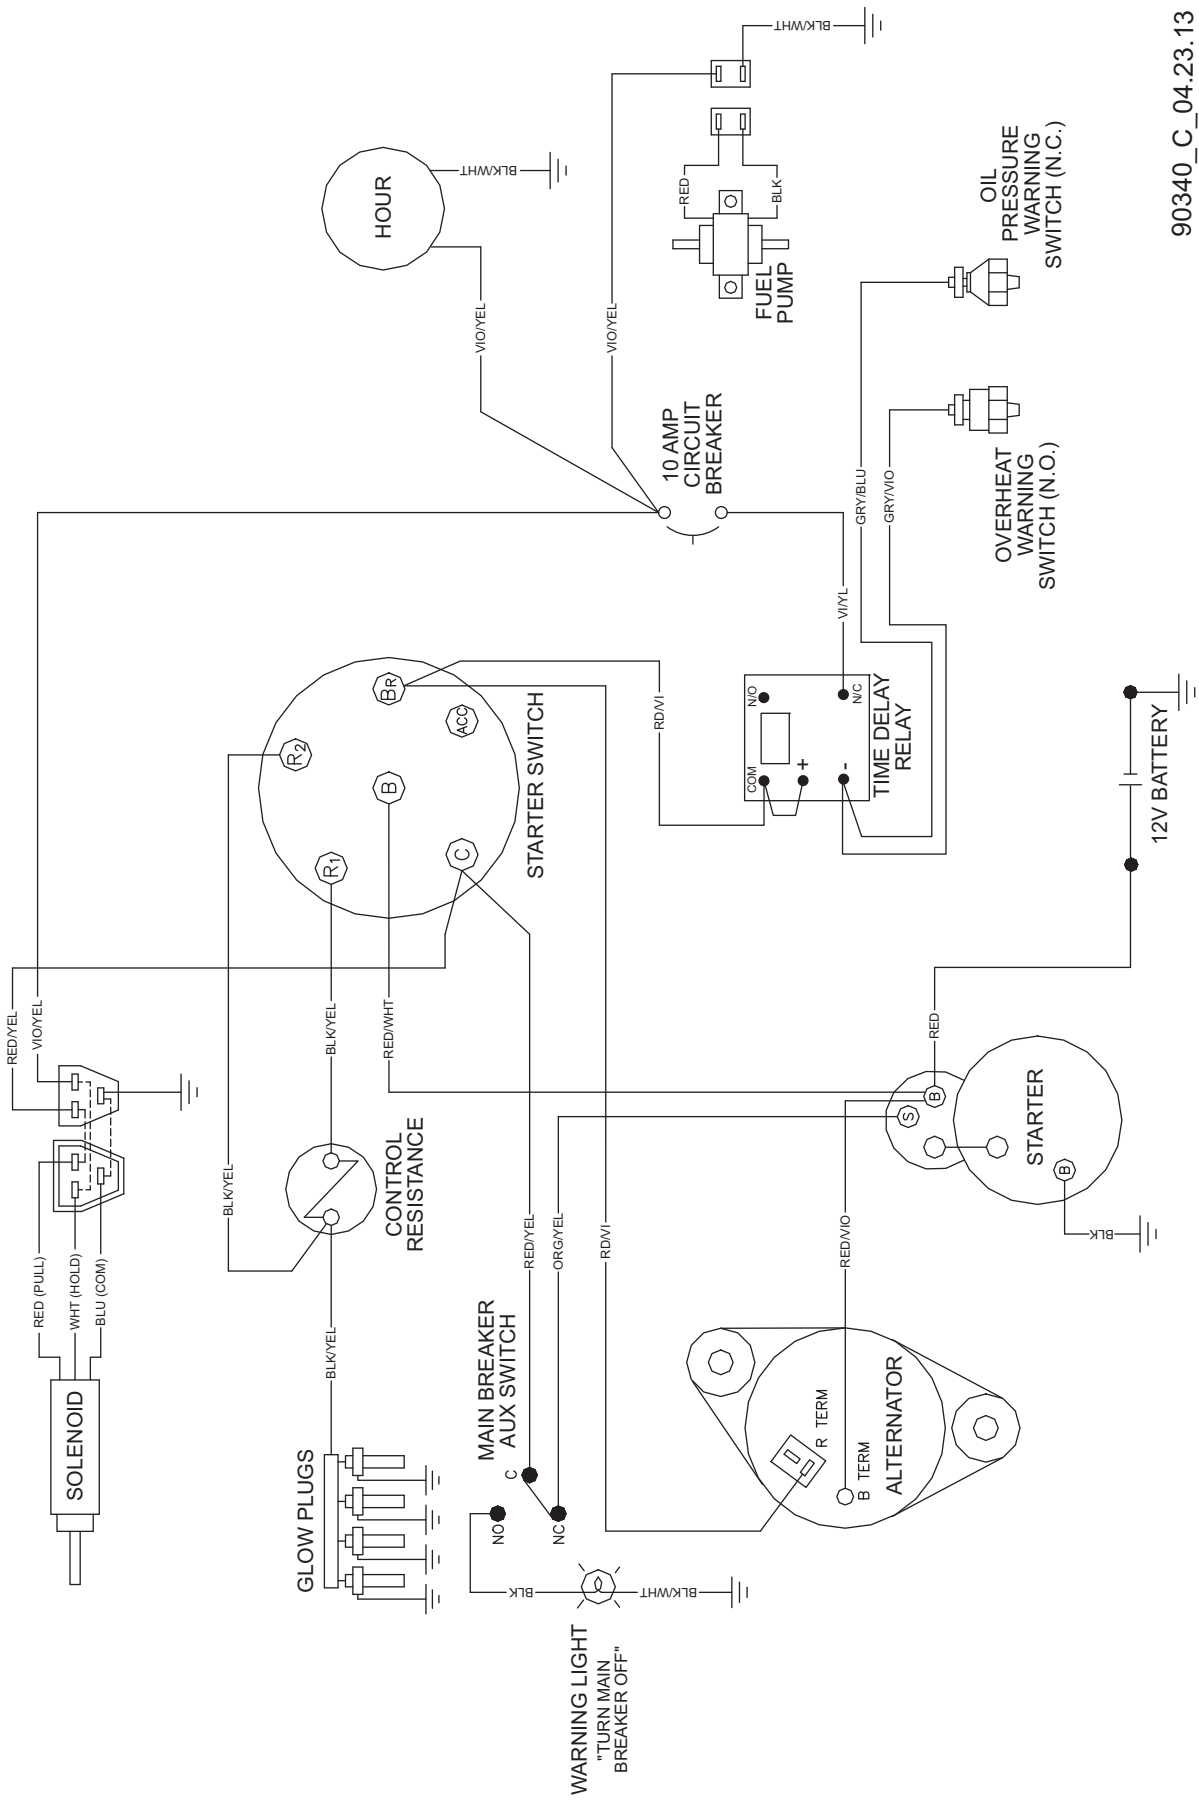 SOLENOID
RED (PULL)
WHT (HOLD)
BLU (COM)
RED/YEL
VIO/YEL
GLOW PLUGS
BLK/YEL
BLK/YEL
CONTROL
RESISTANCE
BLK/YEL
RED/WHT
R1
R2
B
BR
C
ACC
STARTER SWITCH
HOUR
BLK/WHT
VIO/YEL
VIO/YEL
BLK/WHT
RED
BLK
FUEL
PUMP
10 AMP
CIRCUIT
BREAKER
WARNING LIGHT
"TURN MAIN
BREAKER OFF"
BLK
BLK/WHT
MAIN BREAKER
AUX SWITCH
NO
C
NC
RED/YEL
ORG/YEL
RD/VI
RD/VI
COM
N/O
+
-
N/C
TIME DELAY
RELAY
VI/YL
GRY/BLU
GRY/VIO
OIL
PRESSURE
WARNING
SWITCH (N.C.)
OVERHEAT
WARNING
SWITCH (N.O.)
R TERM
B TERM
ALTERNATOR
RED/VIO
S
B
RED
STARTER
B
BLK
12V BATTERY
90340_C_04.23.13